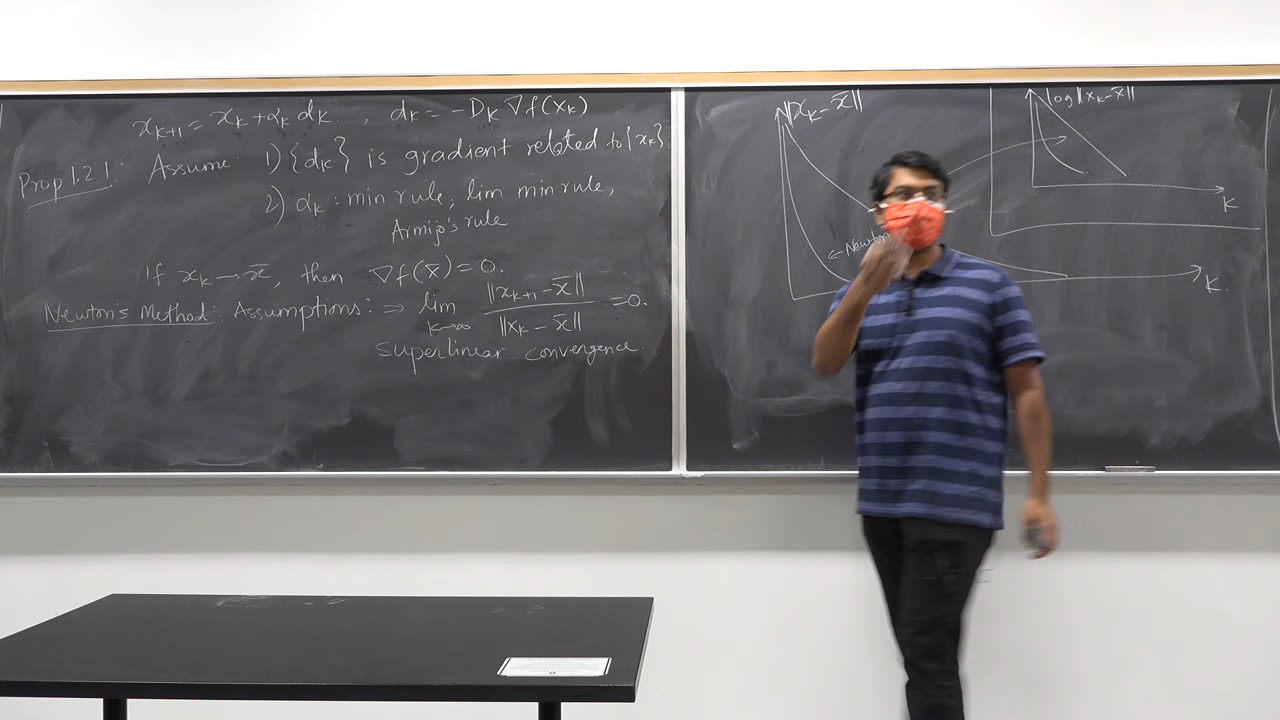 x_{k+1} = x_k + α_k d_k , d_k = -D_k ∇f(x_k)
Prop 1.2.1: Assume 1) {d_k} is gradient related to {x_k}
2) α_k : min rule, lim min rule,
Armijo's rule
If x_k → x̄, then ∇f(x̄) = 0.
Newton's Method: Assumptions: ⇒ lim_{k→∞} ||x_{k+1} - x̄|| / ||x_k - x̄|| = 0.
superlinear convergence.
||x_k - x̄||
← Newton
k
log ||x_k - x̄||
k